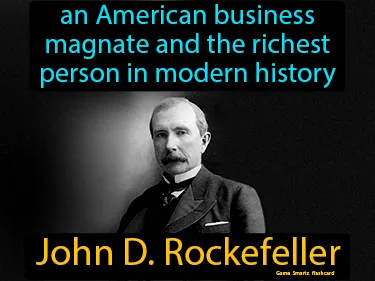 an American business
magnate and the richest
person in modern history
John D. Rockefeller
Game Smartz flashcard